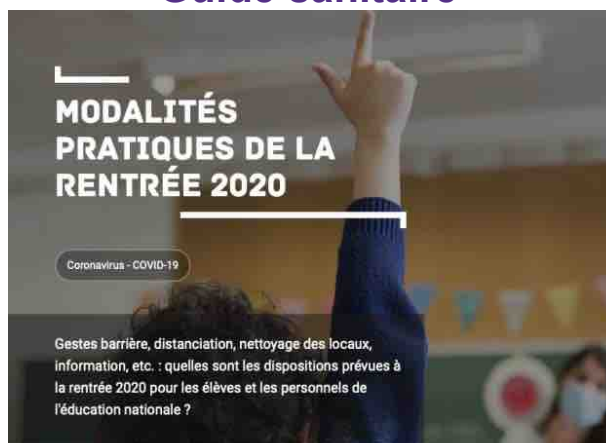 Guide sanitaire
MODALITÉS
PRATIQUES DE LA
RENTRÉE 2020
Coronavirus - COVID-19
Gestes barrière, distanciation, nettoyage des locaux,
information, etc. : quelles sont les dispositions prévues à
la rentrée 2020 pour les élèves et les personnels de
l'éducation nationale ?